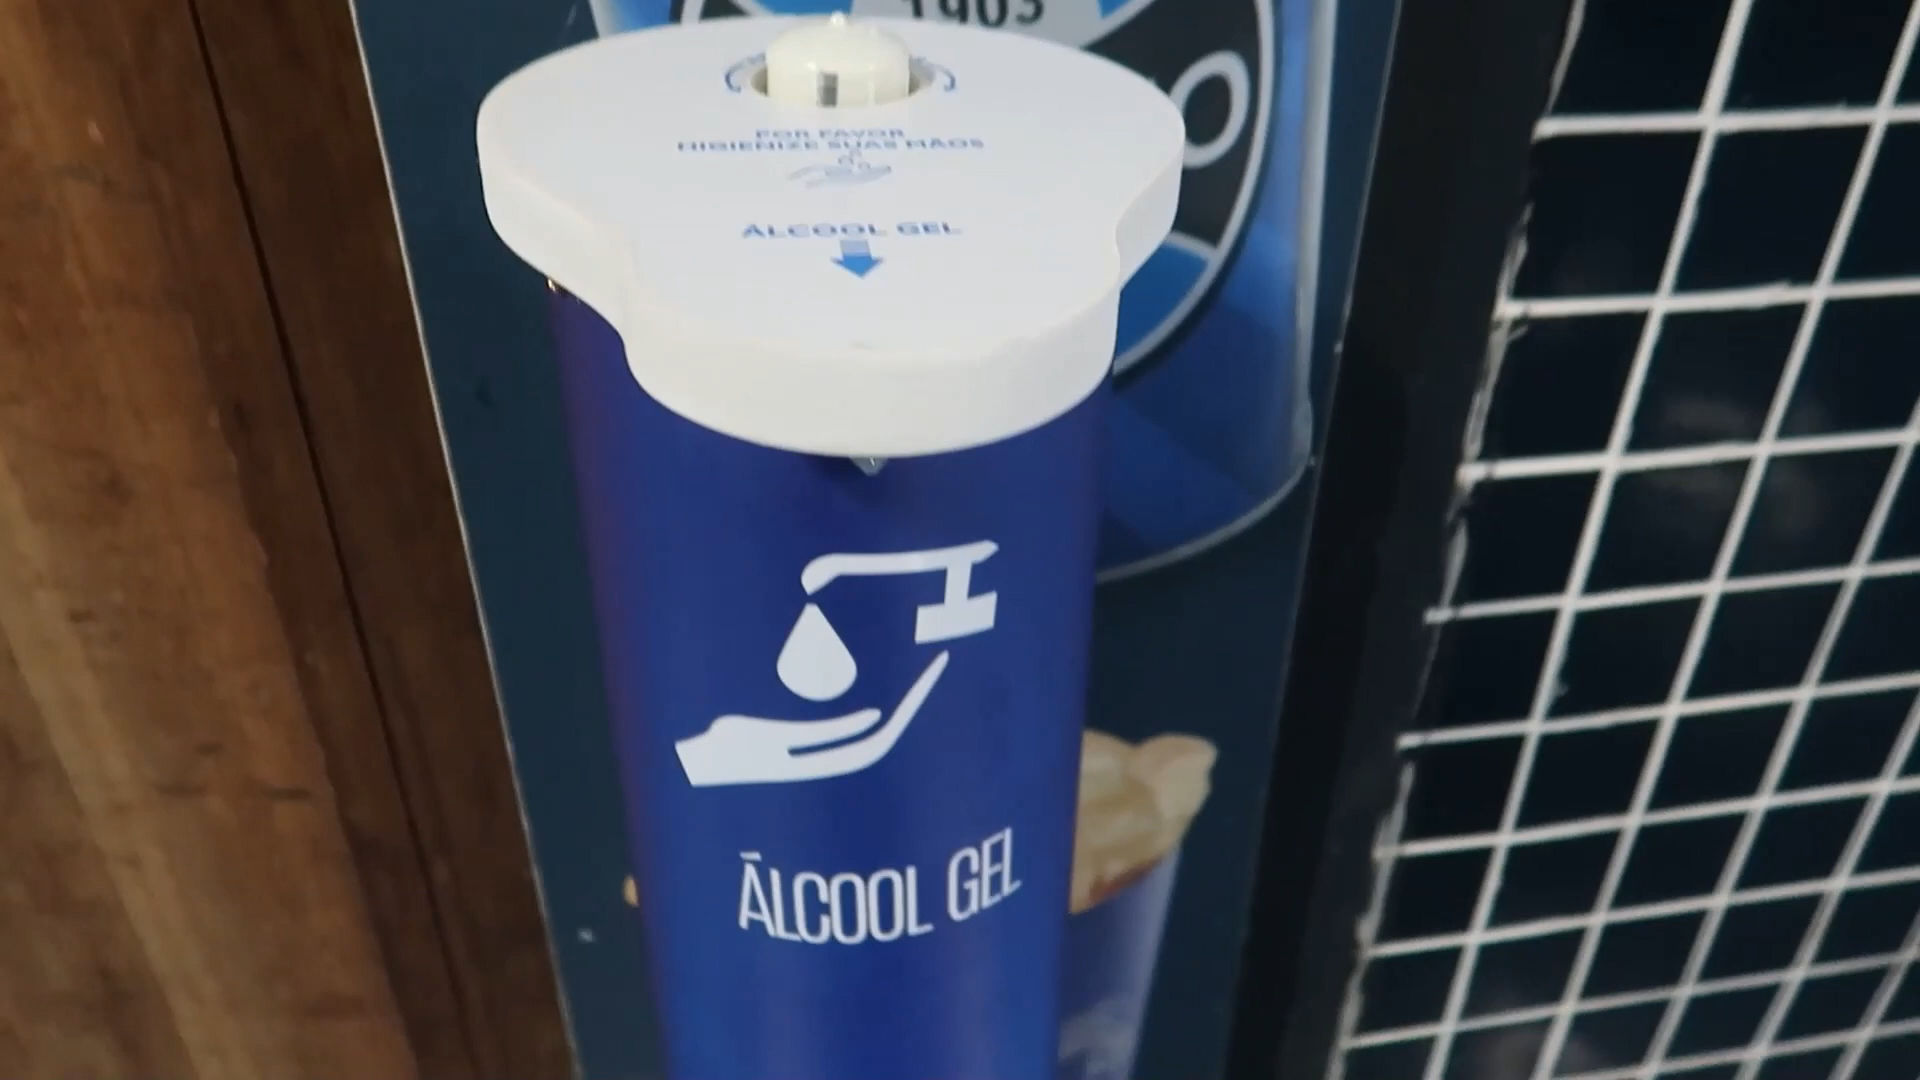 1903
POR FAVOR
HIGIENIZE SUAS MÃOS
ÁLCOOL GEL
ÁLCOOL GEL